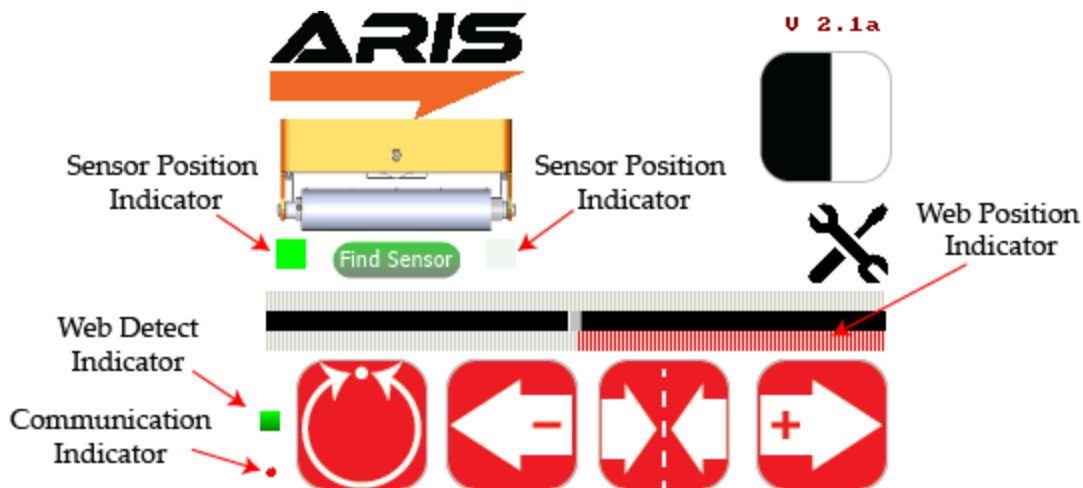 ARIS
V 2.1a
Sensor Position
Indicator
Sensor Position
Indicator
Find Sensor
Web Position
Indicator
Web Detect
Indicator
Communication
Indicator